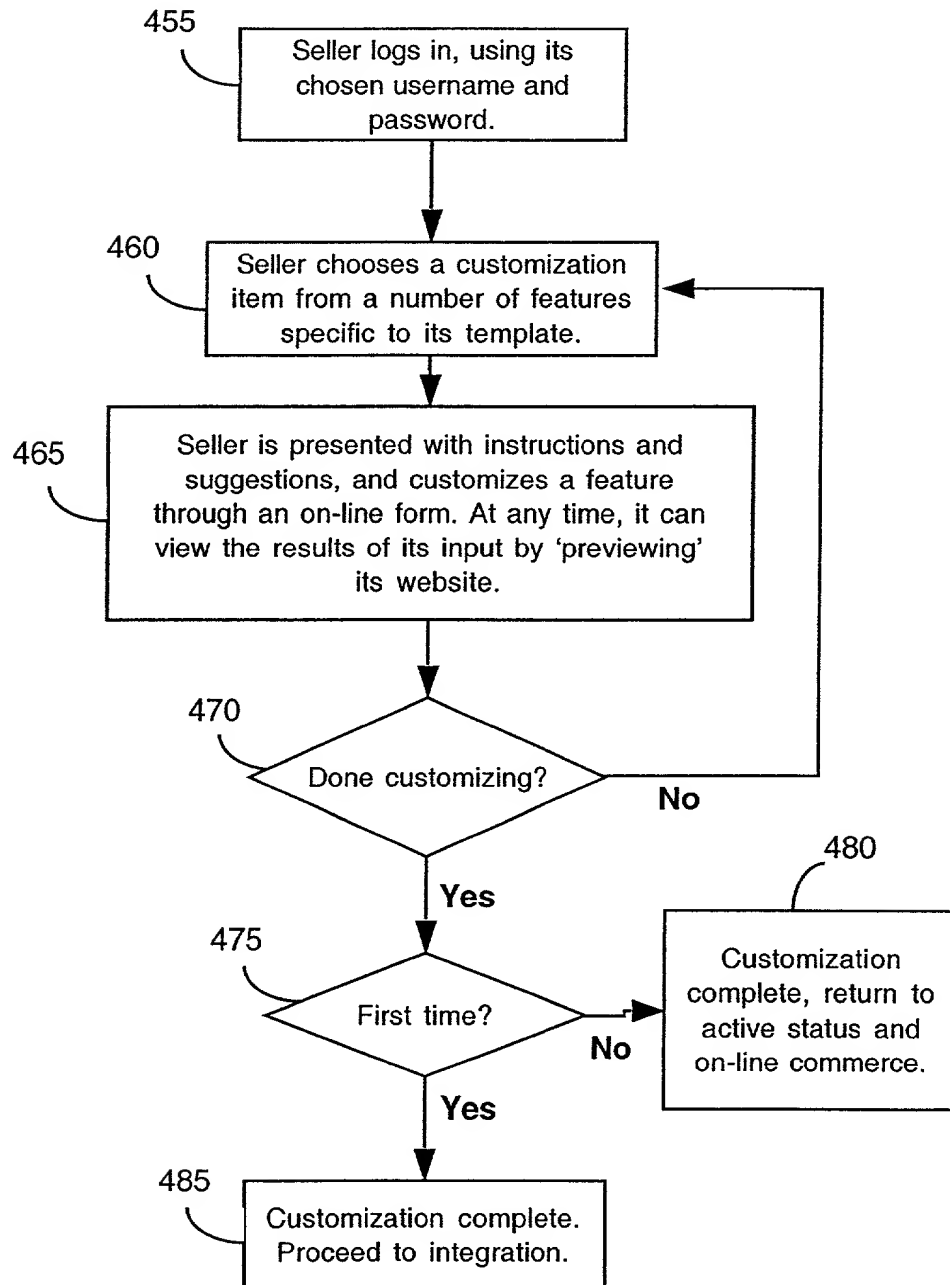 455
Seller logs in, using its
chosen username and
password.
460
Seller chooses a customization
item from a number of features
specific to its template.
465
Seller is presented with instructions and
suggestions, and customizes a feature
through an on-line form. At any time, it can
view the results of its input by ‘previewing’
its website.
470
Done customizing?
No
Yes
480
475
First time?
No
Customization
complete, return to
active status and
on-line commerce.
Yes
485
Customization complete.
Proceed to integration.